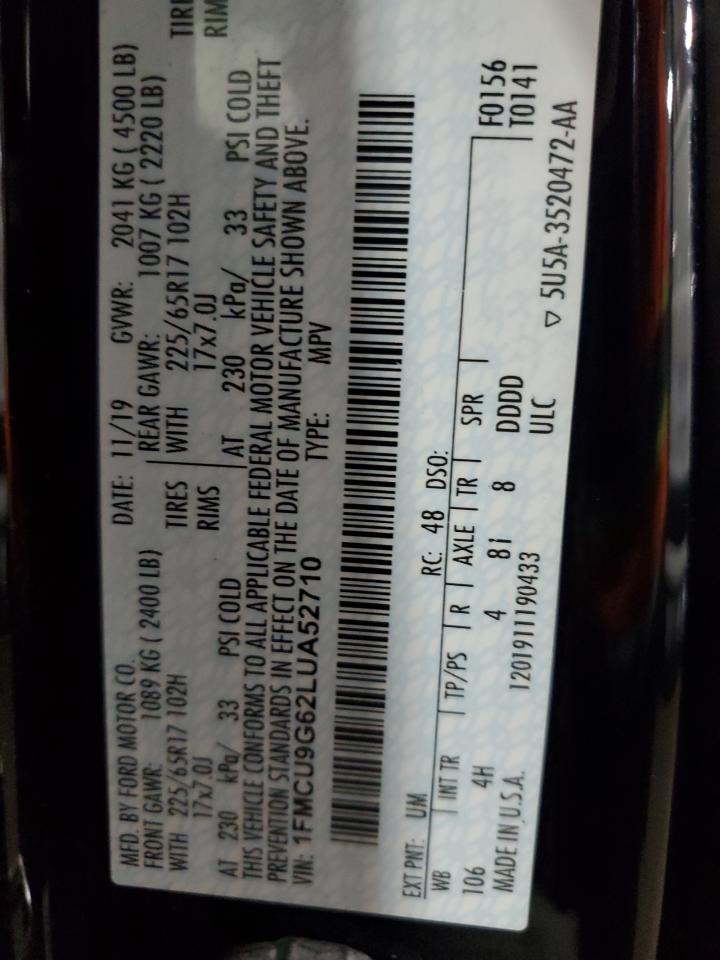 MFD. BY FORD MOTOR CO. DATE: 11/19 GVWR: 2041 KG ( 4500 LB)
FRONT GAWR: 1089 KG ( 2400 LB) REAR GAWR: 1007 KG ( 2220 LB)
WITH 225/65R17 102H TIRES WITH 225/65R17 102H TIRE
17x7.0J RIMS 17x7.0J RIM
AT 230 kPa/ 33 PSI COLD AT 230 kPa/ 33 PSI COLD
THIS VEHICLE CONFORMS TO ALL APPLICABLE FEDERAL MOTOR VEHICLE SAFETY AND THEFT
PREVENTION STANDARDS IN EFFECT ON THE DATE OF MANUFACTURE SHOWN ABOVE.
VIN: 1FMCU9G62LUA52710 TYPE: MPV
EXT PNT: UM RC: 48 DSO:
WB INT TR TP/PS R AXLE TR SPR F0156
106 4H 4 8i 8 DDDD T0141
MADE IN U.S.A. 1201911190433 ULC
▽ 5U5A-3520472-AA